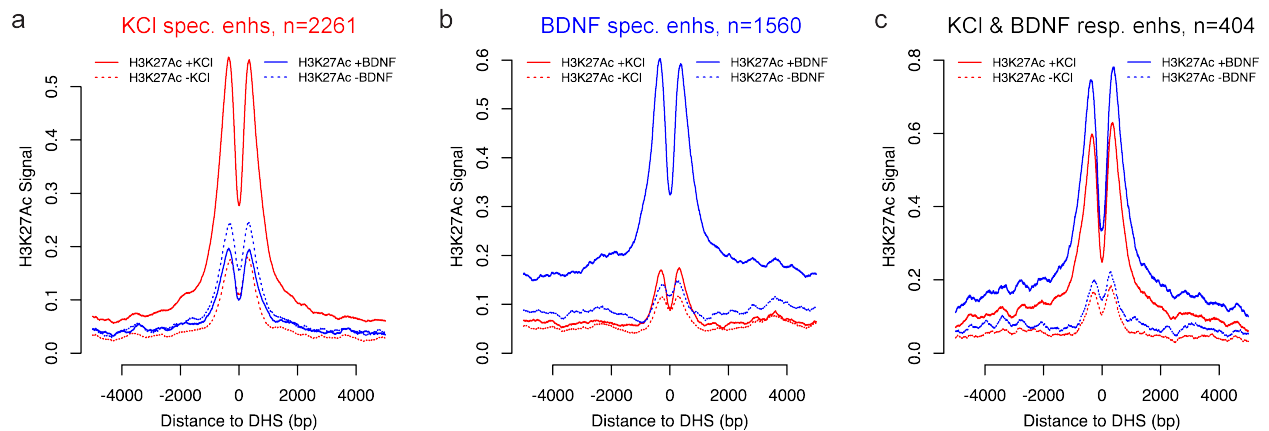 a
KCl spec. enhs, n=2261
H3K27Ac +KCl
H3K27Ac -KCl
H3K27Ac +BDNF
H3K27Ac -BDNF
H3K27Ac Signal
0.5
0.4
0.3
0.2
0.1
0.0
-4000 -2000 0 2000 4000
Distance to DHS (bp)
b
BDNF spec. enhs, n=1560
H3K27Ac +KCl
H3K27Ac -KCl
H3K27Ac +BDNF
H3K27Ac -BDNF
H3K27Ac Signal
0.6
0.5
0.4
0.3
0.2
0.1
0.0
-4000 -2000 0 2000 4000
Distance to DHS (bp)
c
KCl & BDNF resp. enhs, n=404
H3K27Ac +KCl
H3K27Ac -KCl
H3K27Ac +BDNF
H3K27Ac -BDNF
H3K27Ac Signal
0.8
0.6
0.4
0.2
0.0
-4000 -2000 0 2000 4000
Distance to DHS (bp)